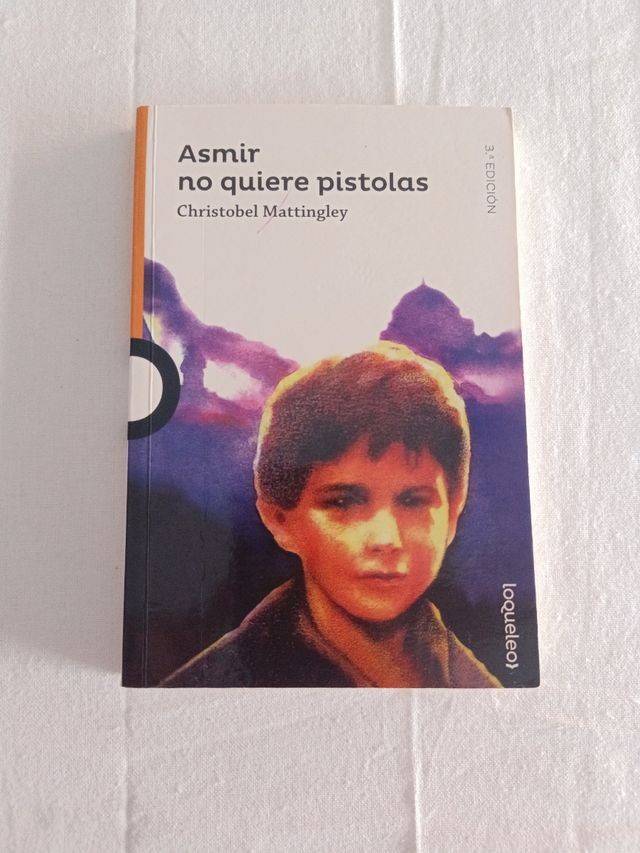 Asmir
no quiere pistolas
Christobel Mattingley
3.ª EDICIÓN
loqueleo